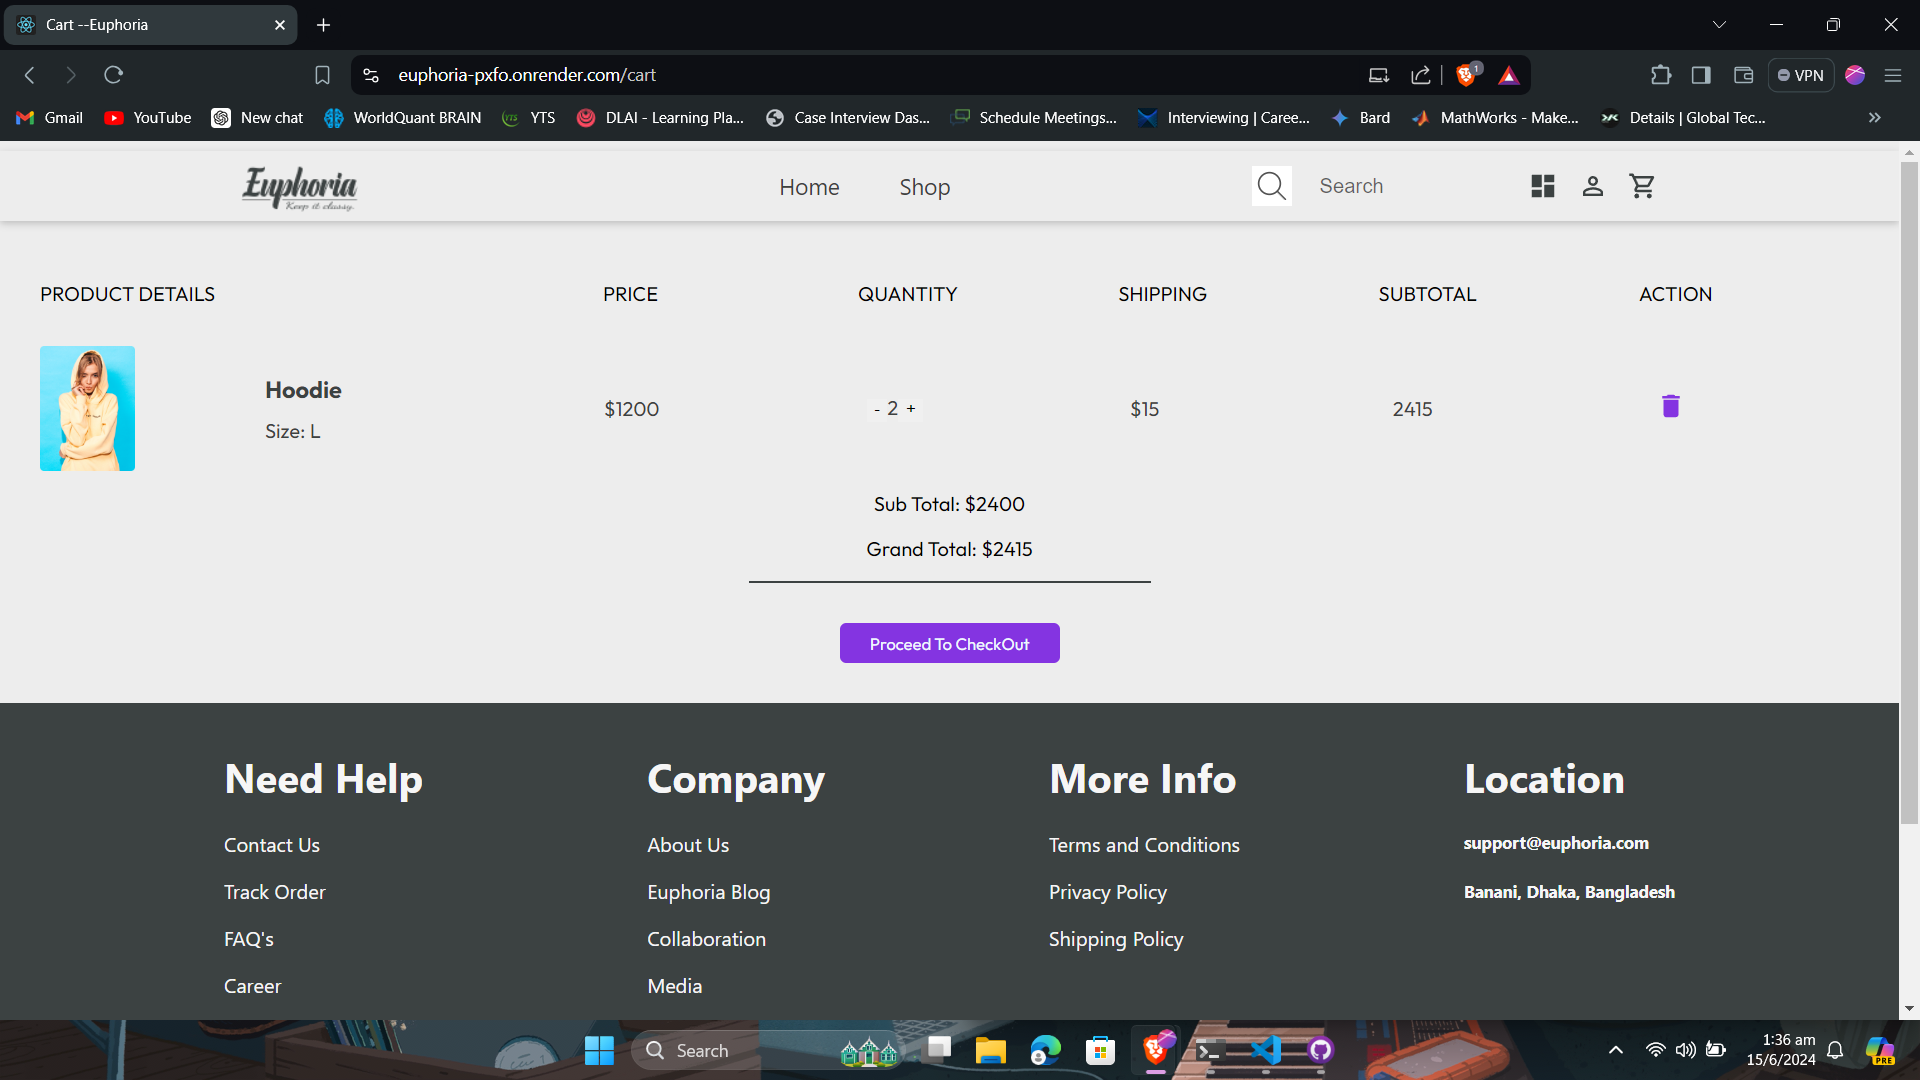 Cart --Euphoria
euphoria-pxfo.onrender.com/cart
1
VPN
Gmail YouTube New chat WorldQuant BRAIN YTS DLAI - Learning Pla... Case Interview Das... Schedule Meetings... Interviewing | Caree... Bard MathWorks - Make... Details | Global Tec...
Euphoria
Keep it classy.
Home Shop Search
PRODUCT DETAILS PRICE QUANTITY SHIPPING SUBTOTAL ACTION
Hoodie
Size: L
$1200 - 2 + $15 2415
Sub Total: $2400
Grand Total: $2415
Proceed To CheckOut
Need Help Company More Info Location
Contact Us About Us Terms and Conditions support@euphoria.com
Track Order Euphoria Blog Privacy Policy Banani, Dhaka, Bangladesh
FAQ's Collaboration Shipping Policy
Career Media
Search
1:36 am
15/6/2024
PRE